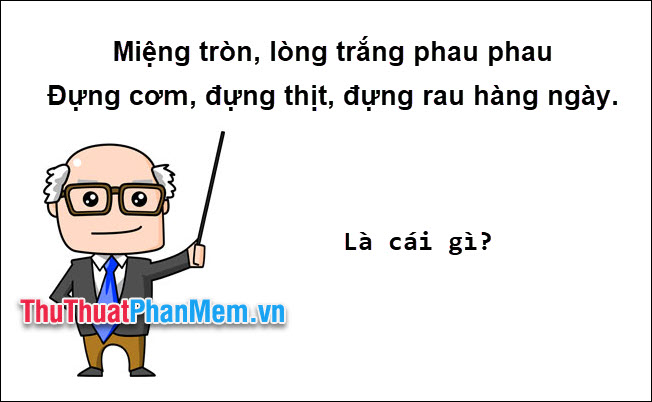 Miệng tròn, lòng trắng phau phau
Đựng cơm, đựng thịt, đựng rau hàng ngày.
Là cái gì?
ThuThuatPhanMem.vn